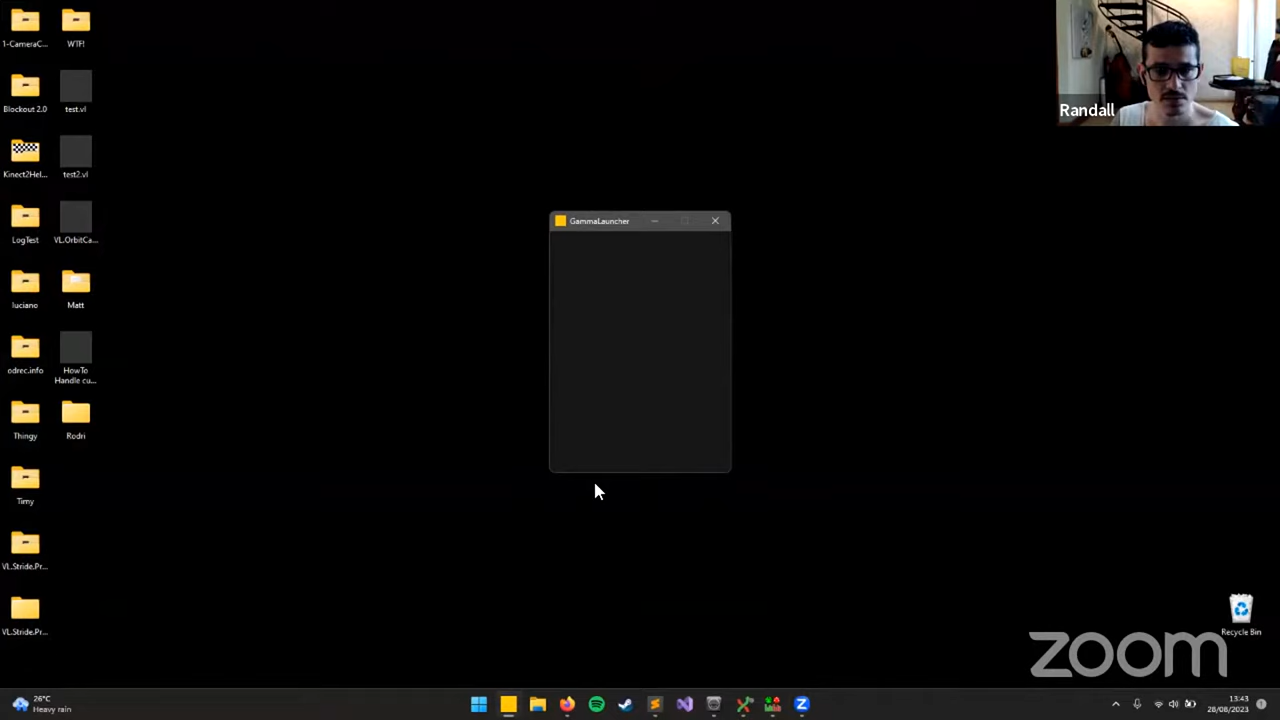 1-CameraC...
WTF!
Blockout 2.0
test.vl
Kinect2Hel...
test2.vl
LogTest
VL.OrbitCa...
luciano
Matt
odrec.info
HowTo
Handle cu...
Thingy
Rodri
Timy
VL.Stride.Pr...
VL.Stride.Pr...
GammaLauncher
Randall
Recycle Bin
zoom
26°C
Heavy rain
13:43
28/08/2023